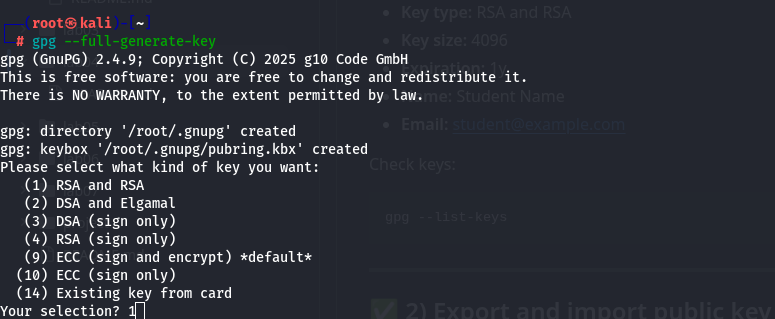 README.md
┌──(root㉿kali)-[~]
└─# gpg --full-generate-key
gpg (GnuPG) 2.4.9; Copyright (C) 2025 g10 Code GmbH
This is free software: you are free to change and redistribute it.
There is NO WARRANTY, to the extent permitted by law.

gpg: directory '/root/.gnupg' created
gpg: keybox '/root/.gnupg/pubring.kbx' created
Please select what kind of key you want:
   (1) RSA and RSA
   (2) DSA and Elgamal
   (3) DSA (sign only)
   (4) RSA (sign only)
   (9) ECC (sign and encrypt) *default*
  (10) ECC (sign only)
  (14) Existing key from card
Your selection? 1
• Key type: RSA and RSA
• Key size: 4096
• Expiration: 1y
Student Name
• Email: student@example.com
Check keys:
gpg --list-keys
✅ 2) Export and import public key